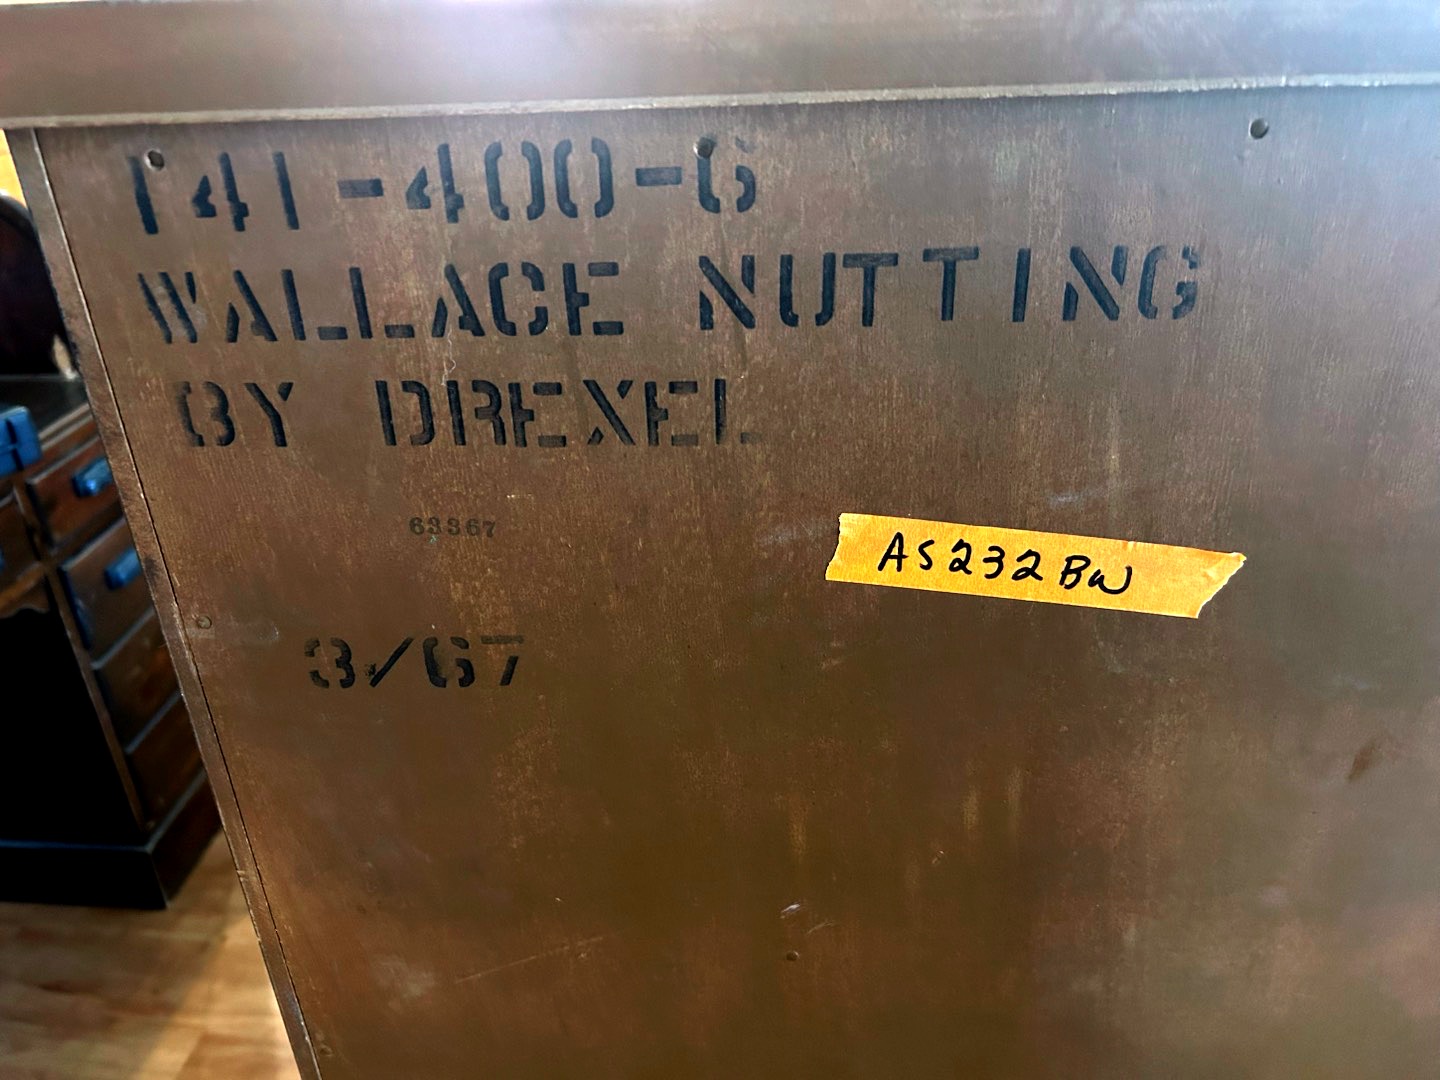 141-400-6
WALLACE NUTTING
BY DREXEL
63367
AS232BW
3/67